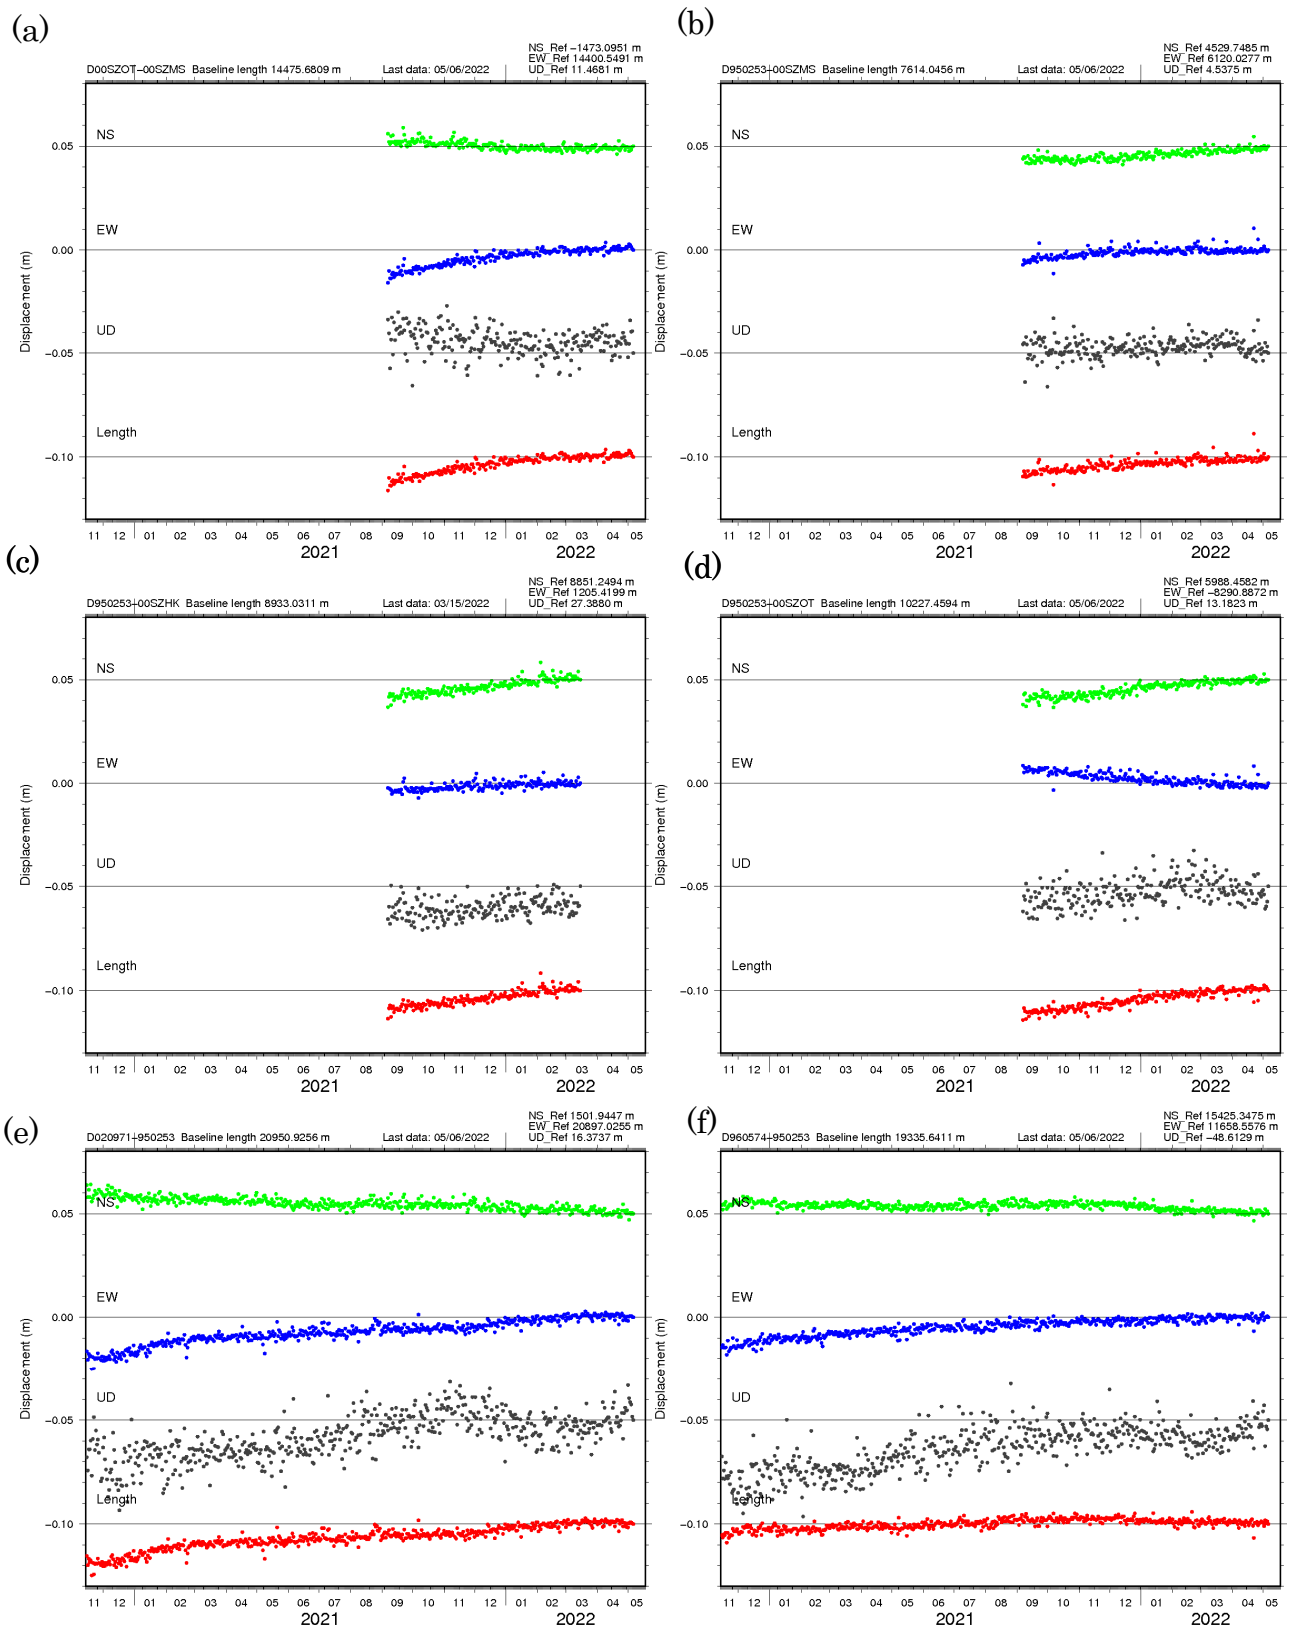 (a)
NS_Ref −1473.0951 m
EW_Ref 14400.5491 m
D00SZOT−00SZMS Baseline length 14475.6809 m Last data: 05/06/2022 UD_Ref 11.4681 m
NS
0.05
EW
0.00
Displacement (m)
UD
−0.05
Length
−0.10
11 12 01 02 03 04 05 06 07 08 09 10 11 12 01 02 03 04 05
2021 2022
(b)
NS_Ref 4529.7485 m
EW_Ref 6120.0277 m
D950253−00SZMS Baseline length 7614.0456 m Last data: 05/06/2022 UD_Ref 4.5375 m
NS
0.05
EW
0.00
Displacement (m)
UD
−0.05
Length
−0.10
11 12 01 02 03 04 05 06 07 08 09 10 11 12 01 02 03 04 05
2021 2022
(c)
NS_Ref 8851.2494 m
EW_Ref 1205.4199 m
D950253−00SZHK Baseline length 8933.0311 m Last data: 03/15/2022 UD_Ref 27.3880 m
NS
0.05
EW
0.00
Displacement (m)
UD
−0.05
Length
−0.10
11 12 01 02 03 04 05 06 07 08 09 10 11 12 01 02 03 04 05
2021 2022
(d)
NS_Ref 5988.4582 m
EW_Ref −8290.8872 m
D950253−00SZOT Baseline length 10227.4594 m Last data: 05/06/2022 UD_Ref 13.1823 m
NS
0.05
EW
0.00
Displacement (m)
UD
−0.05
Length
−0.10
11 12 01 02 03 04 05 06 07 08 09 10 11 12 01 02 03 04 05
2021 2022
(e)
NS_Ref 1501.9447 m
EW_Ref 20897.0255 m
D020971−950253 Baseline length 20950.9256 m Last data: 05/06/2022 UD_Ref 16.3737 m
NS
0.05
EW
0.00
Displacement (m)
UD
−0.05
Length
−0.10
11 12 01 02 03 04 05 06 07 08 09 10 11 12 01 02 03 04 05
2021 2022
(f)
NS_Ref 15425.3475 m
EW_Ref 11658.5576 m
D960574−950253 Baseline length 19335.6411 m Last data: 05/06/2022 UD_Ref −48.6129 m
NS
0.05
EW
0.00
Displacement (m)
UD
−0.05
Length
−0.10
11 12 01 02 03 04 05 06 07 08 09 10 11 12 01 02 03 04 05
2021 2022